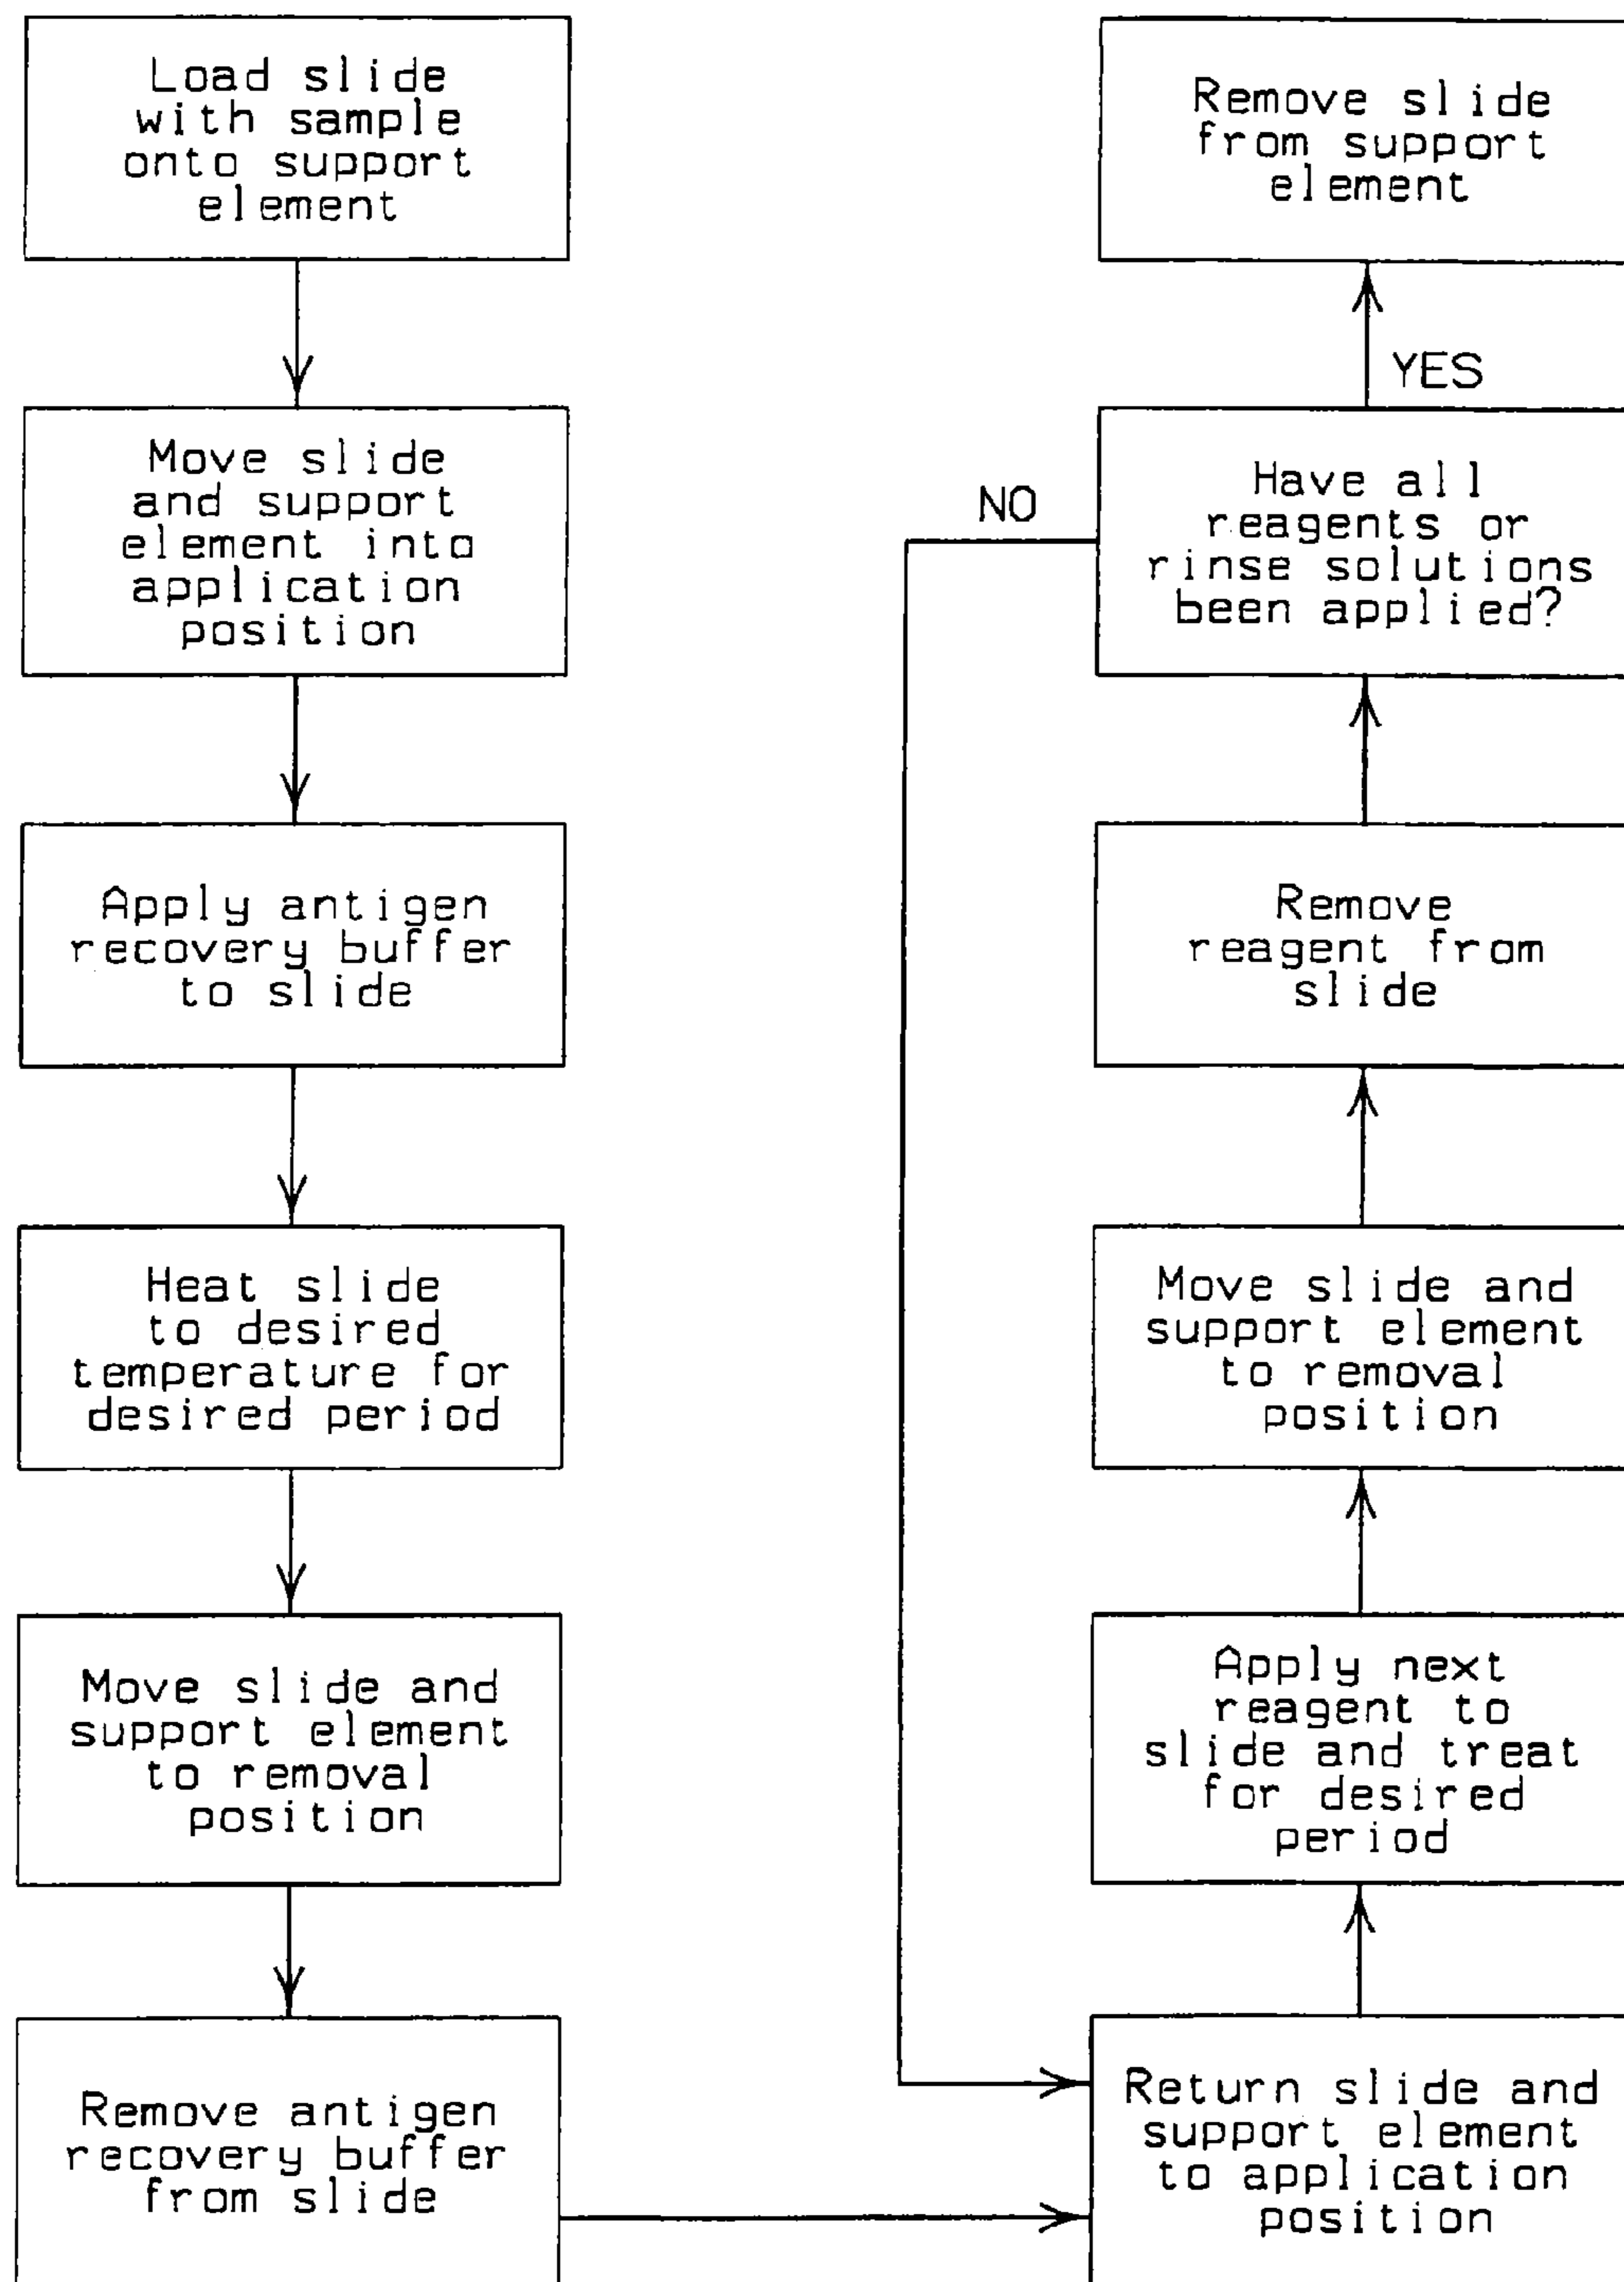 Load slide
with sample
onto support
element
Move slide
and support
element into
application
position
Apply antigen
recovery buffer
to slide
Heat slide
to desired
temperature for
desired period
Move slide and
support element
to removal
position
Remove antigen
recovery buffer
from slide
Return slide and
support element
to application
position
Apply next
reagent to
slide and treat
for desired
period
Move slide and
support element
to removal
position
Remove
reagent from
slide
Have all
reagents or
rinse solutions
been applied?
NO
YES
Remove slide
from support
element